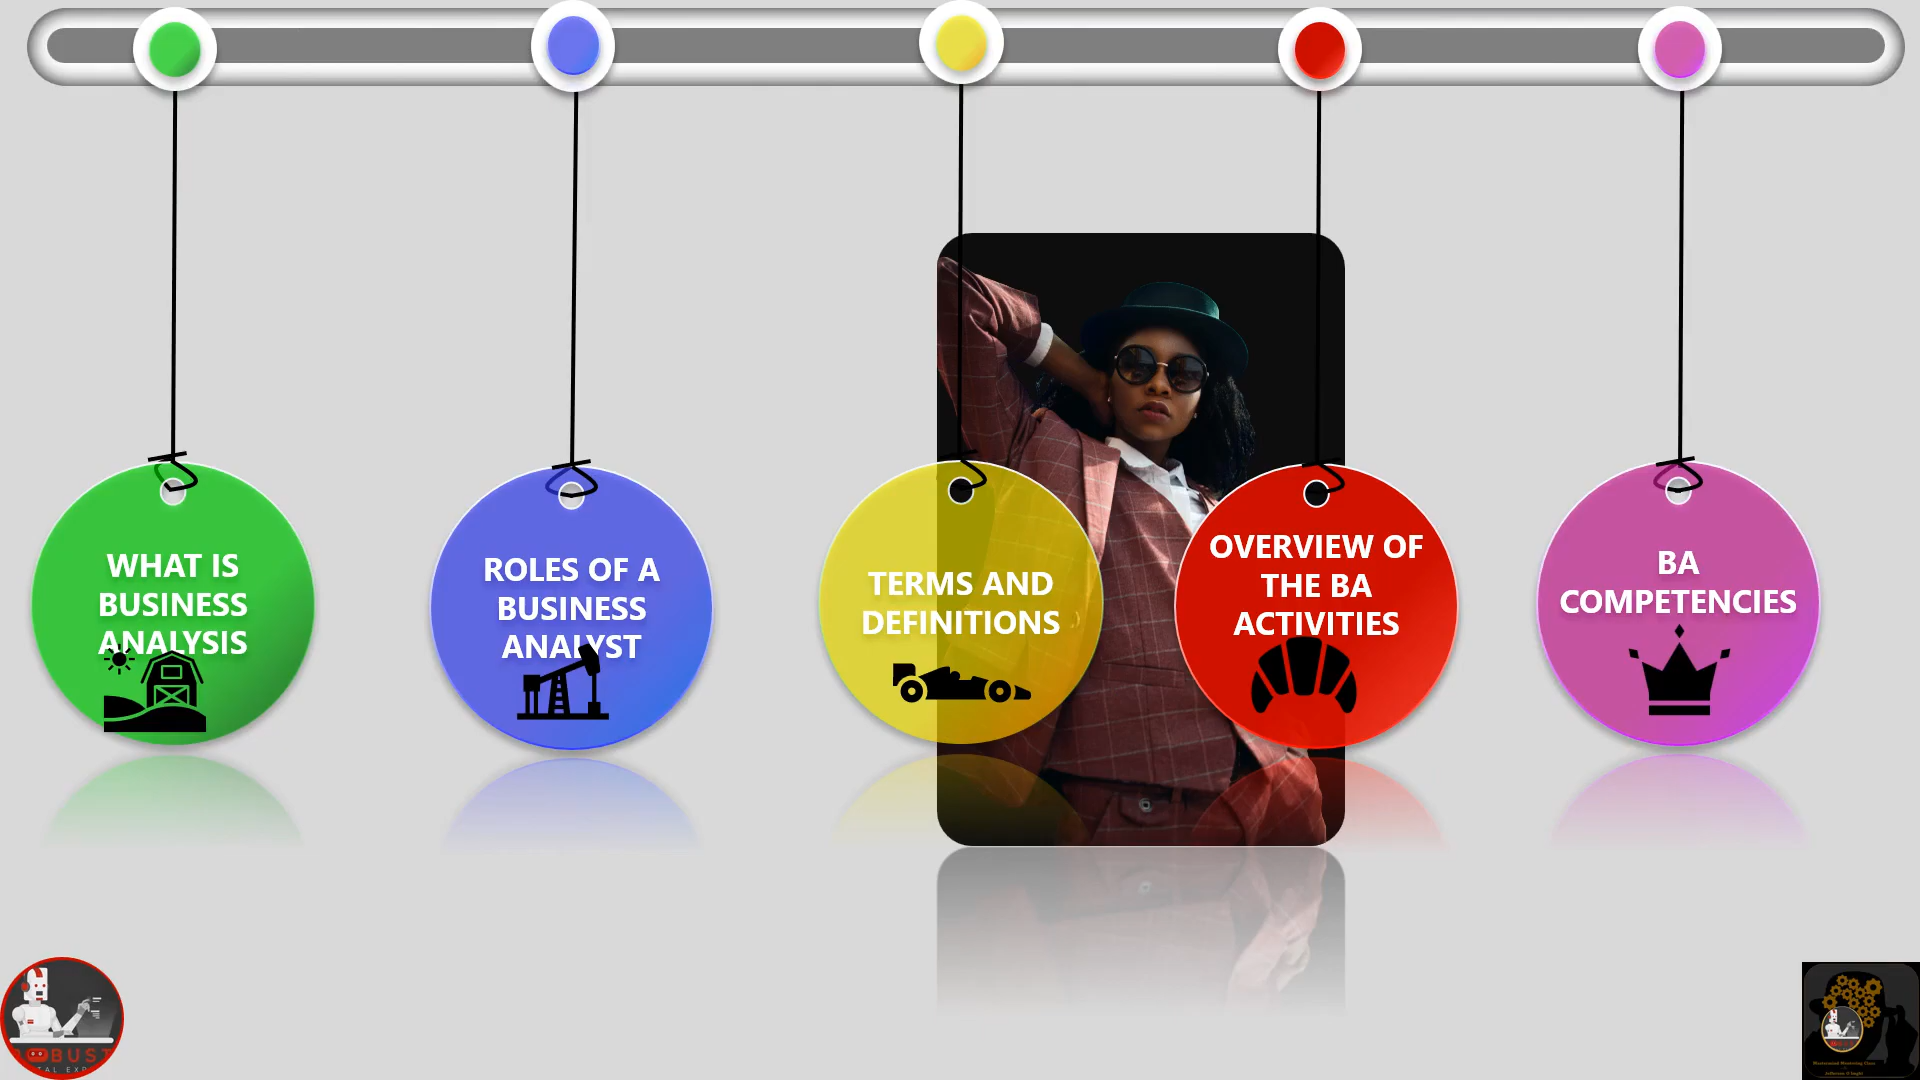 WHAT IS
BUSINESS
ANALYSIS
ROLES OF A
BUSINESS
ANALYST
TERMS AND
DEFINITIONS
OVERVIEW OF
THE BA
ACTIVITIES
BA
COMPETENCIES